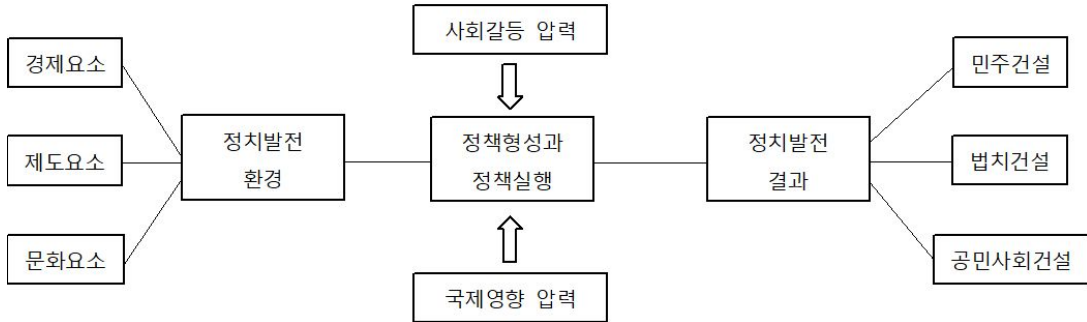 사회갈등 압력
경제요소
민주건설
정치발전
환경
정책형성과
정책실행
정치발전
결과
제도요소
법치건설
문화요소
공민사회건설
국제영향 압력